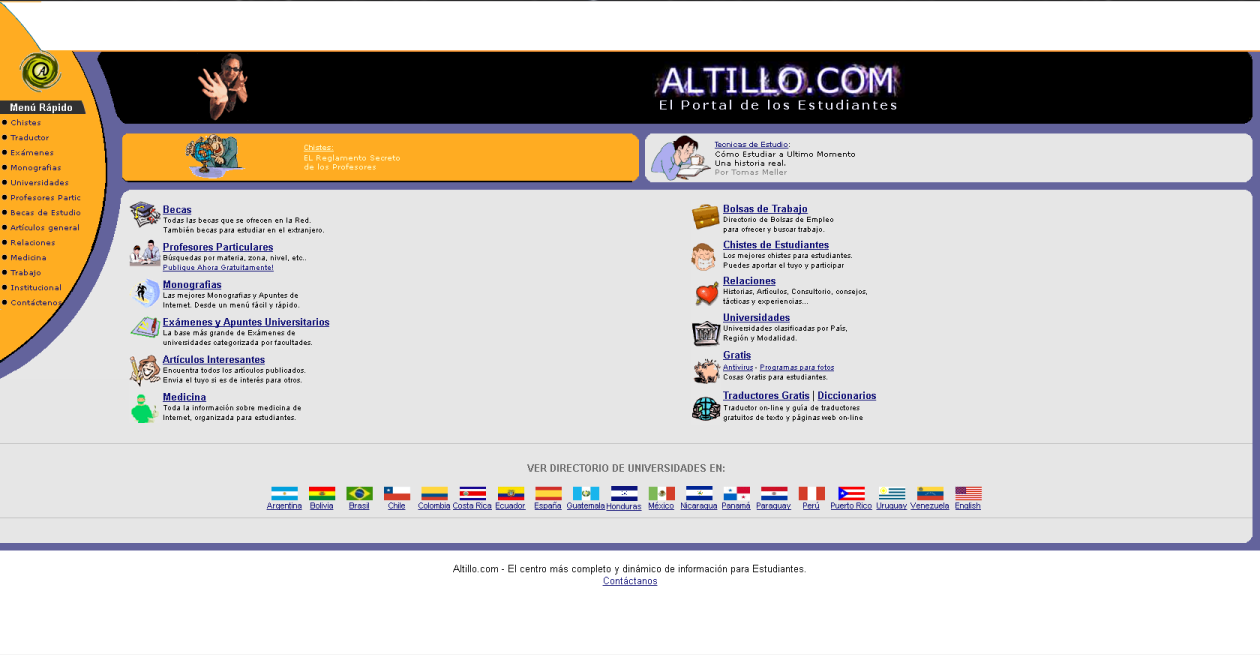 ALTILLO.COM
El Portal de los Estudiantes
Menú Rápido
Chistes
Traductor
Exámenes
Monografías
Universidades
Profesores Partic
Becas de Estudio
Artículos general
Relaciones
Medicina
Trabajo
Institucional
Contáctenos
Chistes:
EL Reglamento Secreto
de los Profesores
Tecnicas de Estudio:
Cómo Estudiar a Ultimo Momento
Una historia real.
Por Tomas Meller
Becas
Todas las becas que se ofrecen en la Red.
También becas para estudiar en el extranjero.
Profesores Particulares
Búsquedas por materia, zona, nivel, etc..
Publique Ahora Gratuitamente!
Monografias
Las mejores Monografias y Apuntes de
Internet. Desde un menú fácil y rápido.
Exámenes y Apuntes Universitarios
La base más grande de Exámenes de
universidades categorizada por facultades.
Artículos Interesantes
Encuentra todos los artículos publicados.
Envia el tuyo si es de interés para otros.
Medicina
Toda la información sobre medicina de
Internet, organizada para estudiantes.
Bolsas de Trabajo
Directorio de Bolsas de Empleo
para ofrecer y buscar trabajo.
Chistes de Estudiantes
Los mejores chistes para estudiantes.
Puedes aportar el tuyo y participar
Relaciones
Historias, Artículos, Consultorio, consejos,
tácticas y experiencias...
Universidades
Universidades clasificadas por País,
Región y Modalidad.
Gratis
Antivirus - Programas para fotos
Cosas Gratis para estudiantes.
Traductores Gratis | Diccionarios
Traductor on-line y guía de traductores
gratuitos de texto y páginas web on-line
VER DIRECTORIO DE UNIVERSIDADES EN:
Argentina Bolivia Brasil Chile Colombia Costa Rica Ecuador España Guatemala Honduras México Nicaragua Panamá Paraguay Perú Puerto Rico Uruguay Venezuela English
Altillo.com - El centro más completo y dinámico de información para Estudiantes.
Contáctanos